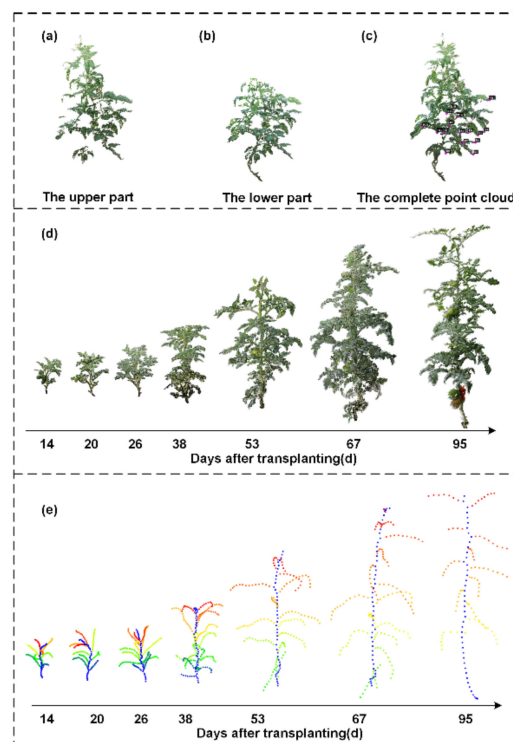 (a)
(b)
(c)
The upper part
The lower part
The complete point cloud
(d)
14
20
26
38
53
67
95
Days after transplanting(d)
(e)
14
20
26
38
53
67
95
Days after transplanting(d)